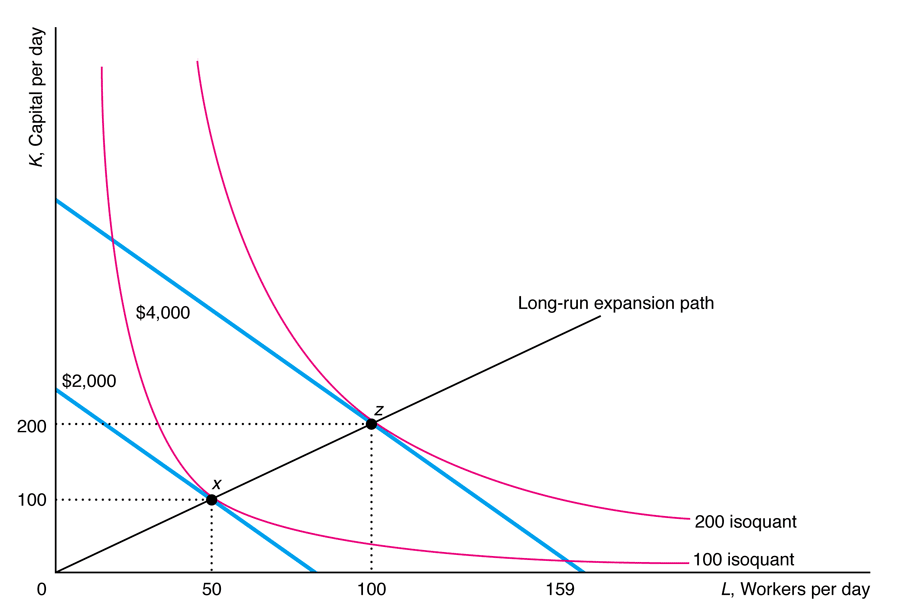 K, Capital per day
$4,000
Long-run expansion path
$2,000
z
200
x
100
200 isoquant
100 isoquant
0
50
100
159
L, Workers per day